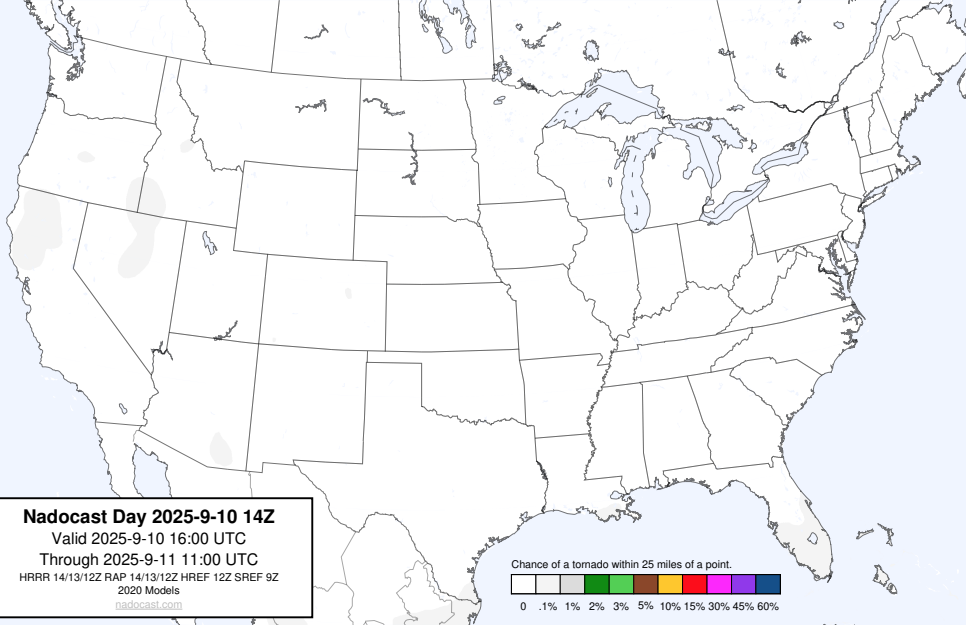 Nadocast Day 2025-9-10 14Z
Valid 2025-9-10 16:00 UTC
Through 2025-9-11 11:00 UTC
HRRR 14/13/12Z RAP 14/13/12Z HREF 12Z SREF 9Z
2020 Models
nadocast.com
Chance of a tornado within 25 miles of a point.
0 .1% 1% 2% 3% 5% 10% 15% 30% 45% 60%